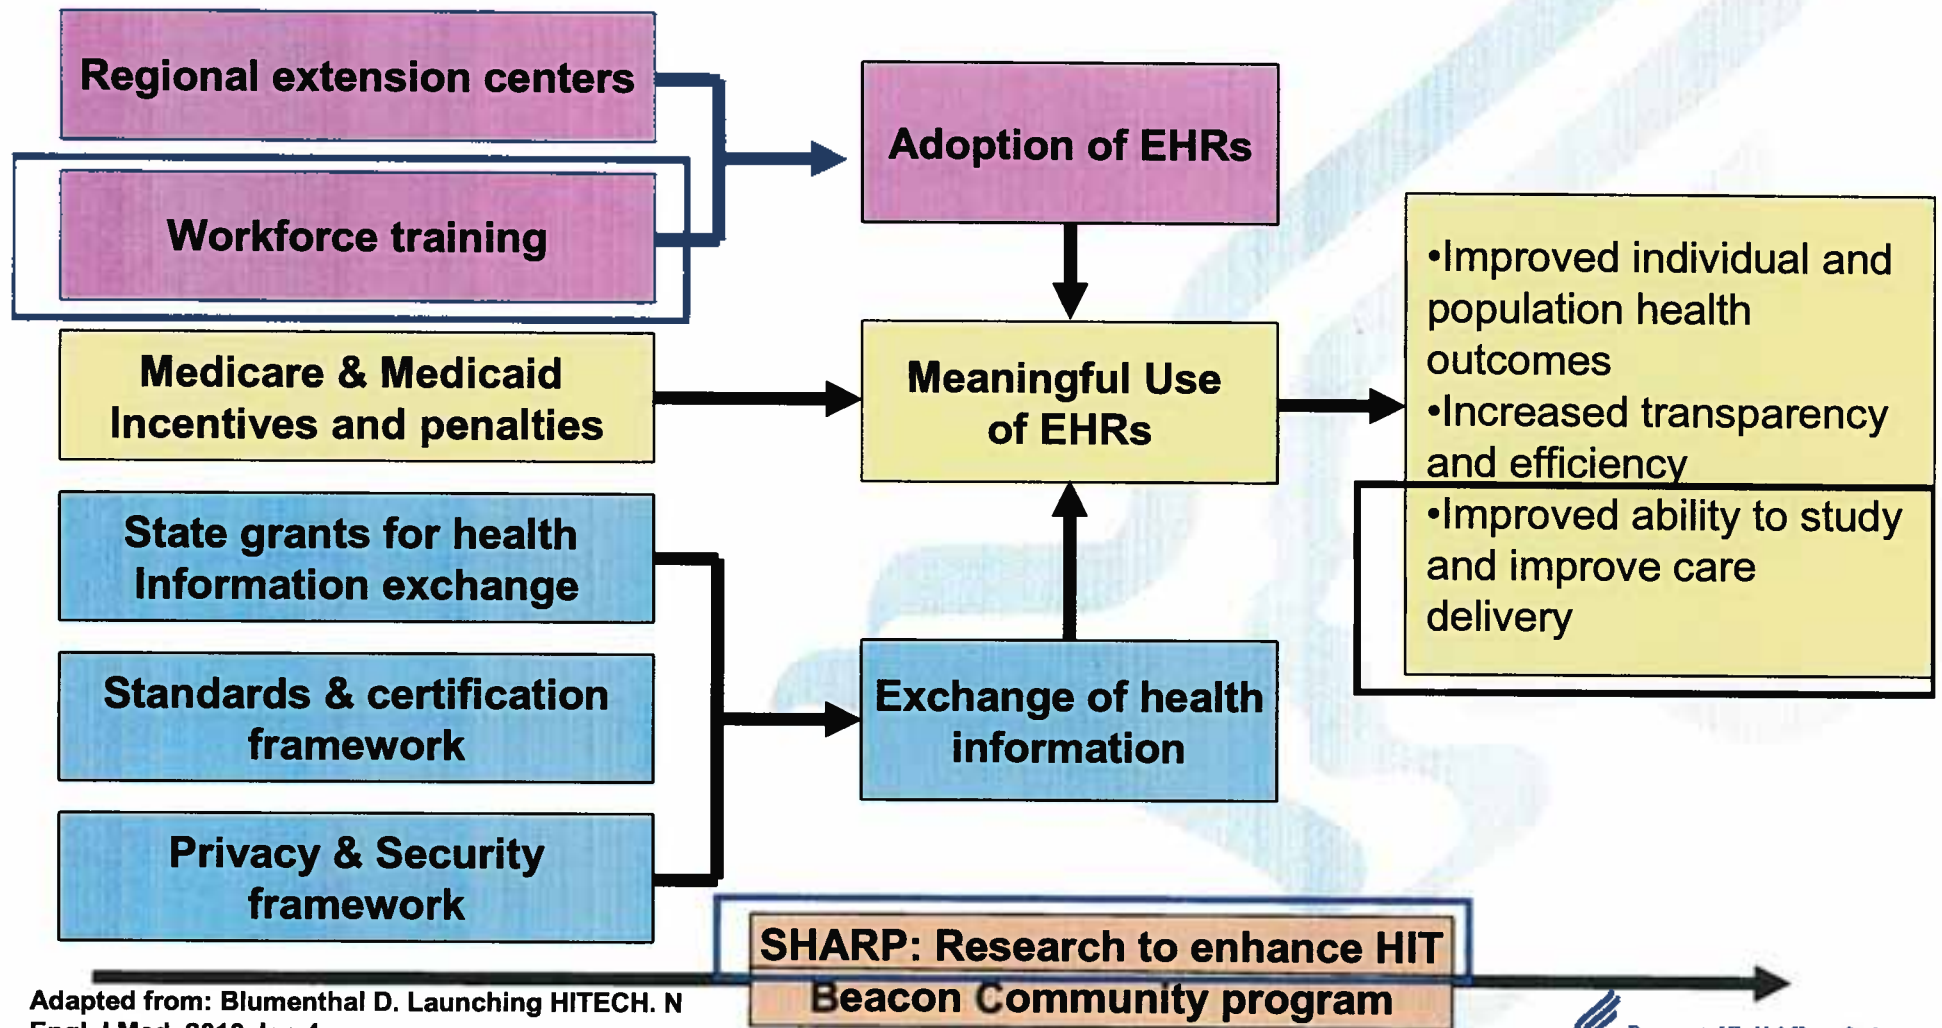 Regional extension centers
Workforce training
Medicare & Medicaid
Incentives and penalties
State grants for health
Information exchange
Standards & certification
framework
Privacy & Security
framework
Adoption of EHRs
Meaningful Use
of EHRs
Exchange of health
information
•Improved individual and
population health
outcomes
•Increased transparency
and efficiency
•Improved ability to study
and improve care
delivery
SHARP: Research to enhance HIT
Beacon Community program
Adapted from: Blumenthal D. Launching HITECH. N